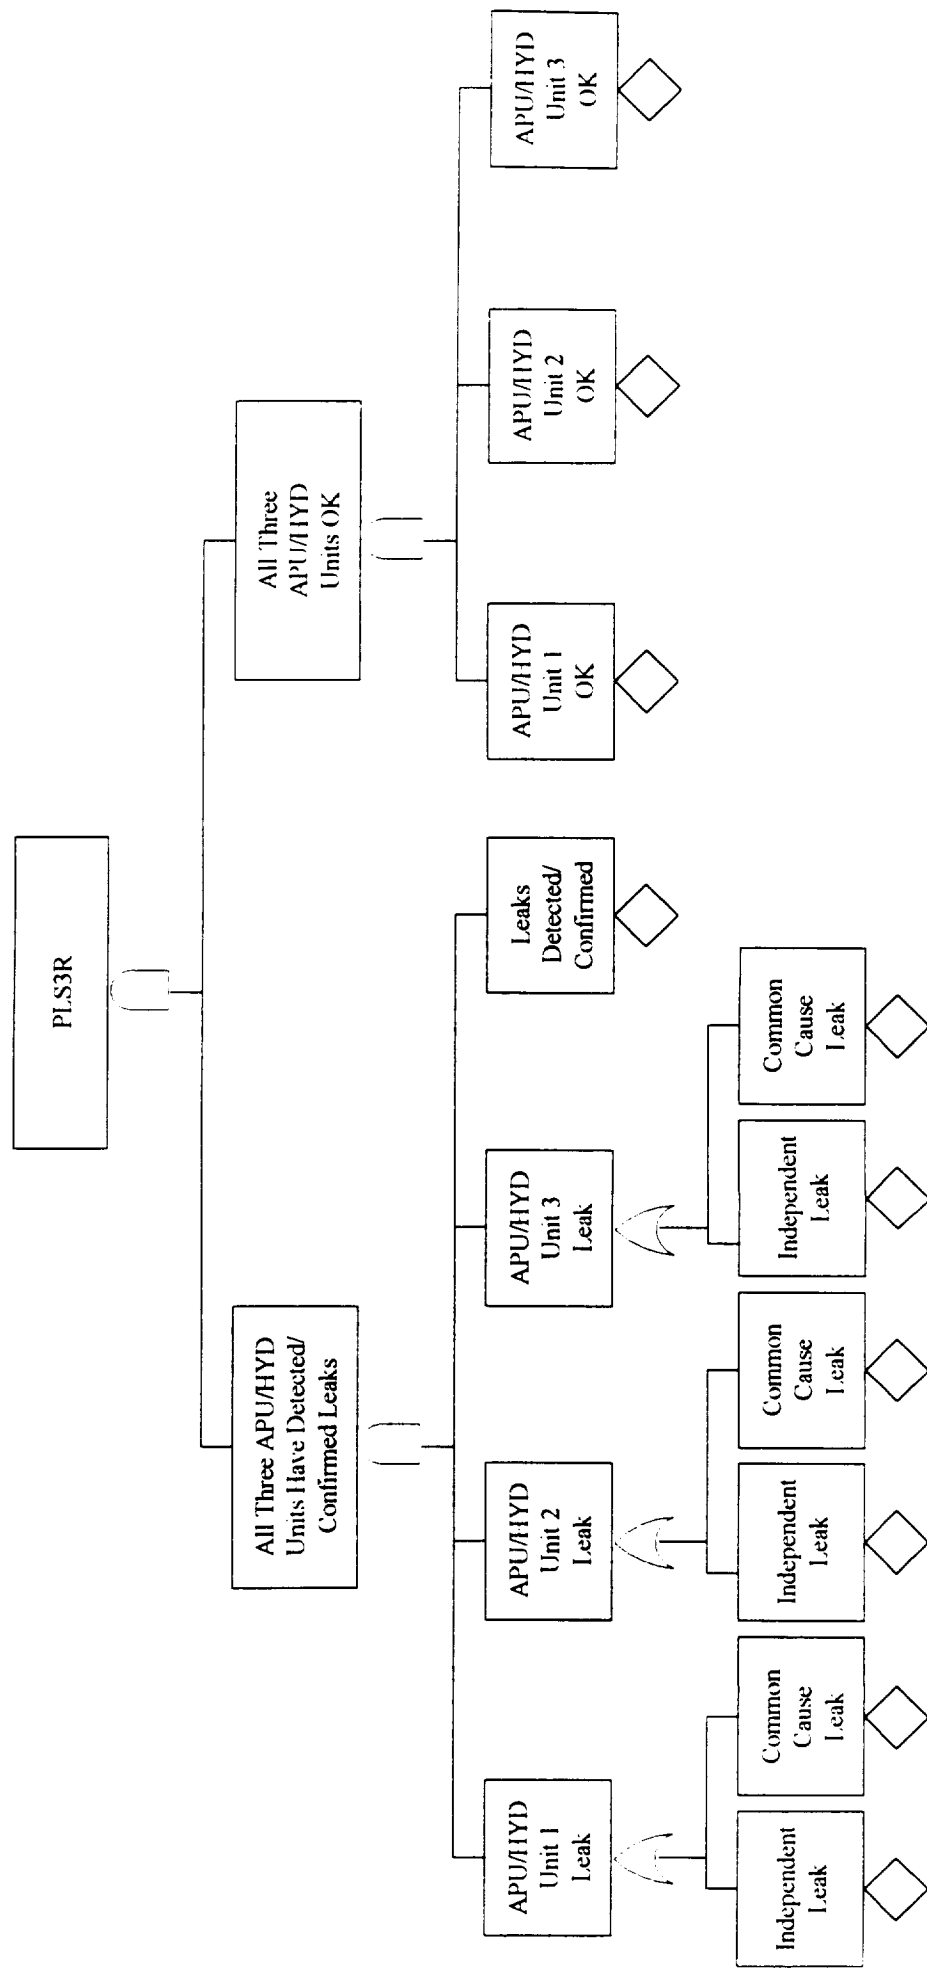 PLS3R
All Three APU/HYD
Units Have Detected/
Confirmed Leaks
All Three
APU/HYD
Units OK
APU/HYD
Unit 1
Leak
APU/HYD
Unit 2
Leak
APU/HYD
Unit 3
Leak
Leaks
Detected/
Confirmed
APU/HYD
Unit 1
OK
APU/HYD
Unit 2
OK
APU/HYD
Unit 3
OK
Independent
Leak
Common
Cause
Leak
Independent
Leak
Common
Cause
Leak
Independent
Leak
Common
Cause
Leak